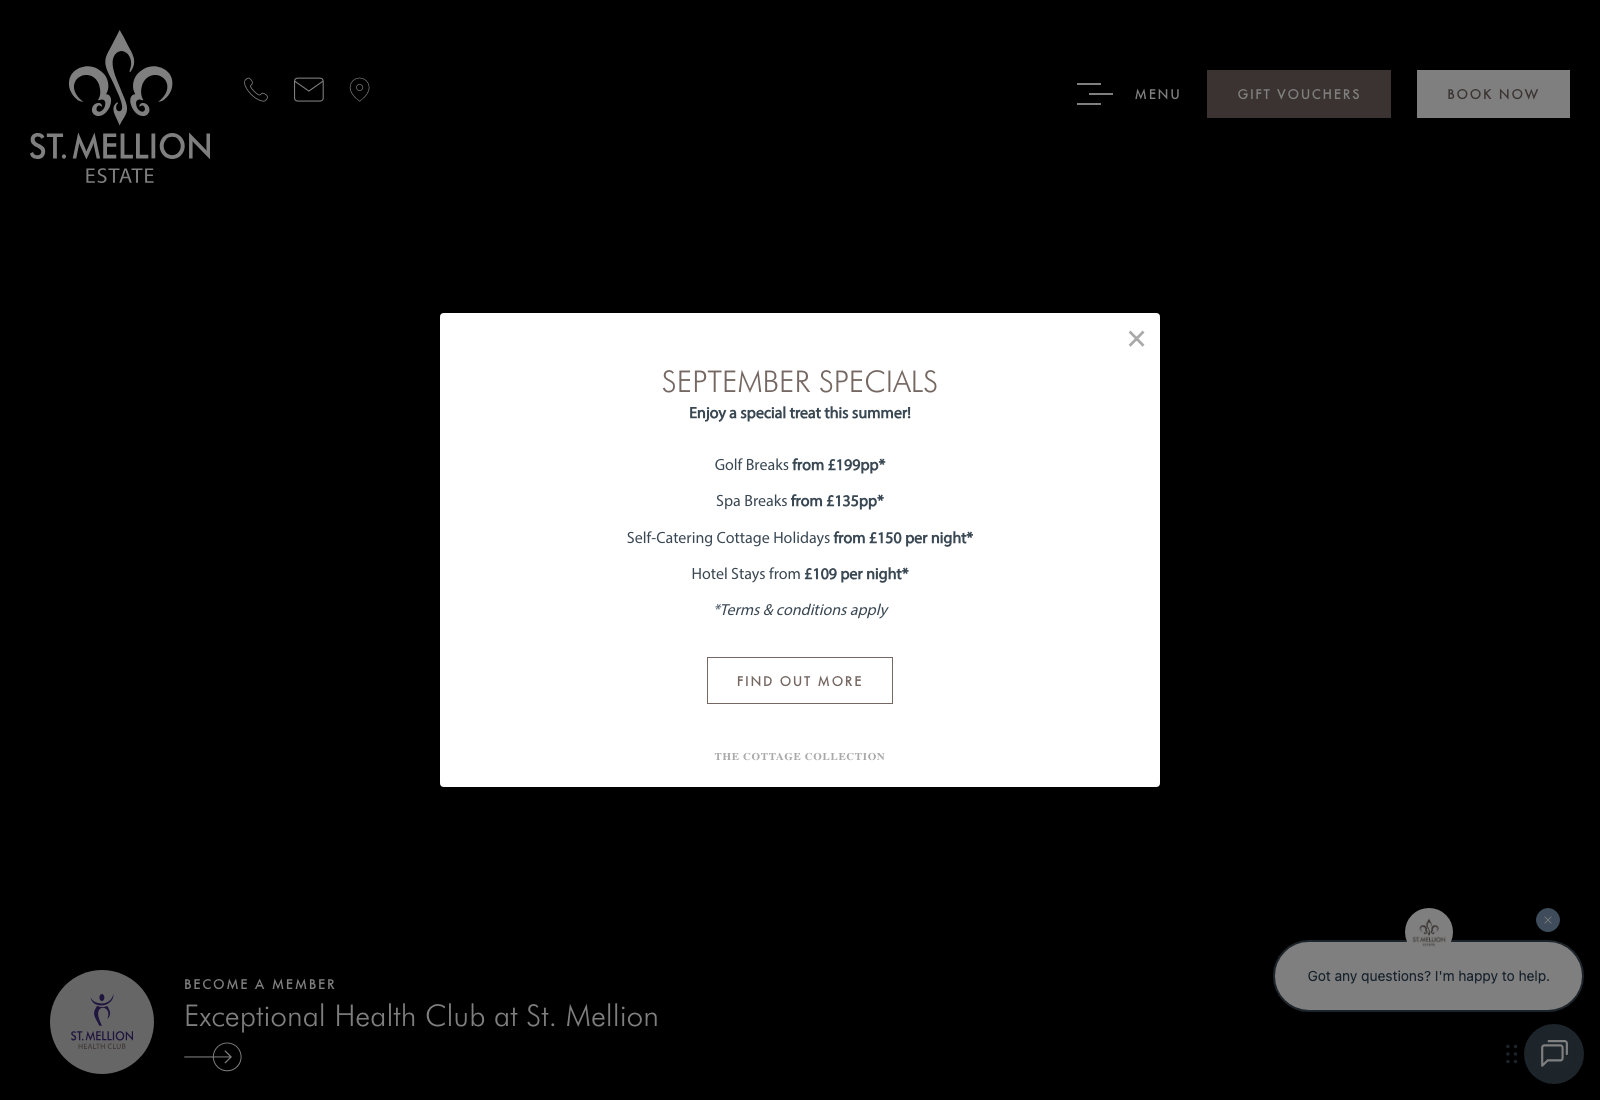 ST. MELLION
ESTATE
MENU
GIFT VOUCHERS
BOOK NOW
SEPTEMBER SPECIALS
Enjoy a special treat this summer!
Golf Breaks from £199pp*
Spa Breaks from £135pp*
Self-Catering Cottage Holidays from £150 per night*
Hotel Stays from £109 per night*
*Terms & conditions apply
FIND OUT MORE
THE COTTAGE COLLECTION
ST. MELLION
HEALTH CLUB
BECOME A MEMBER
Exceptional Health Club at St. Mellion
ST. MELLION
Got any questions? I'm happy to help.